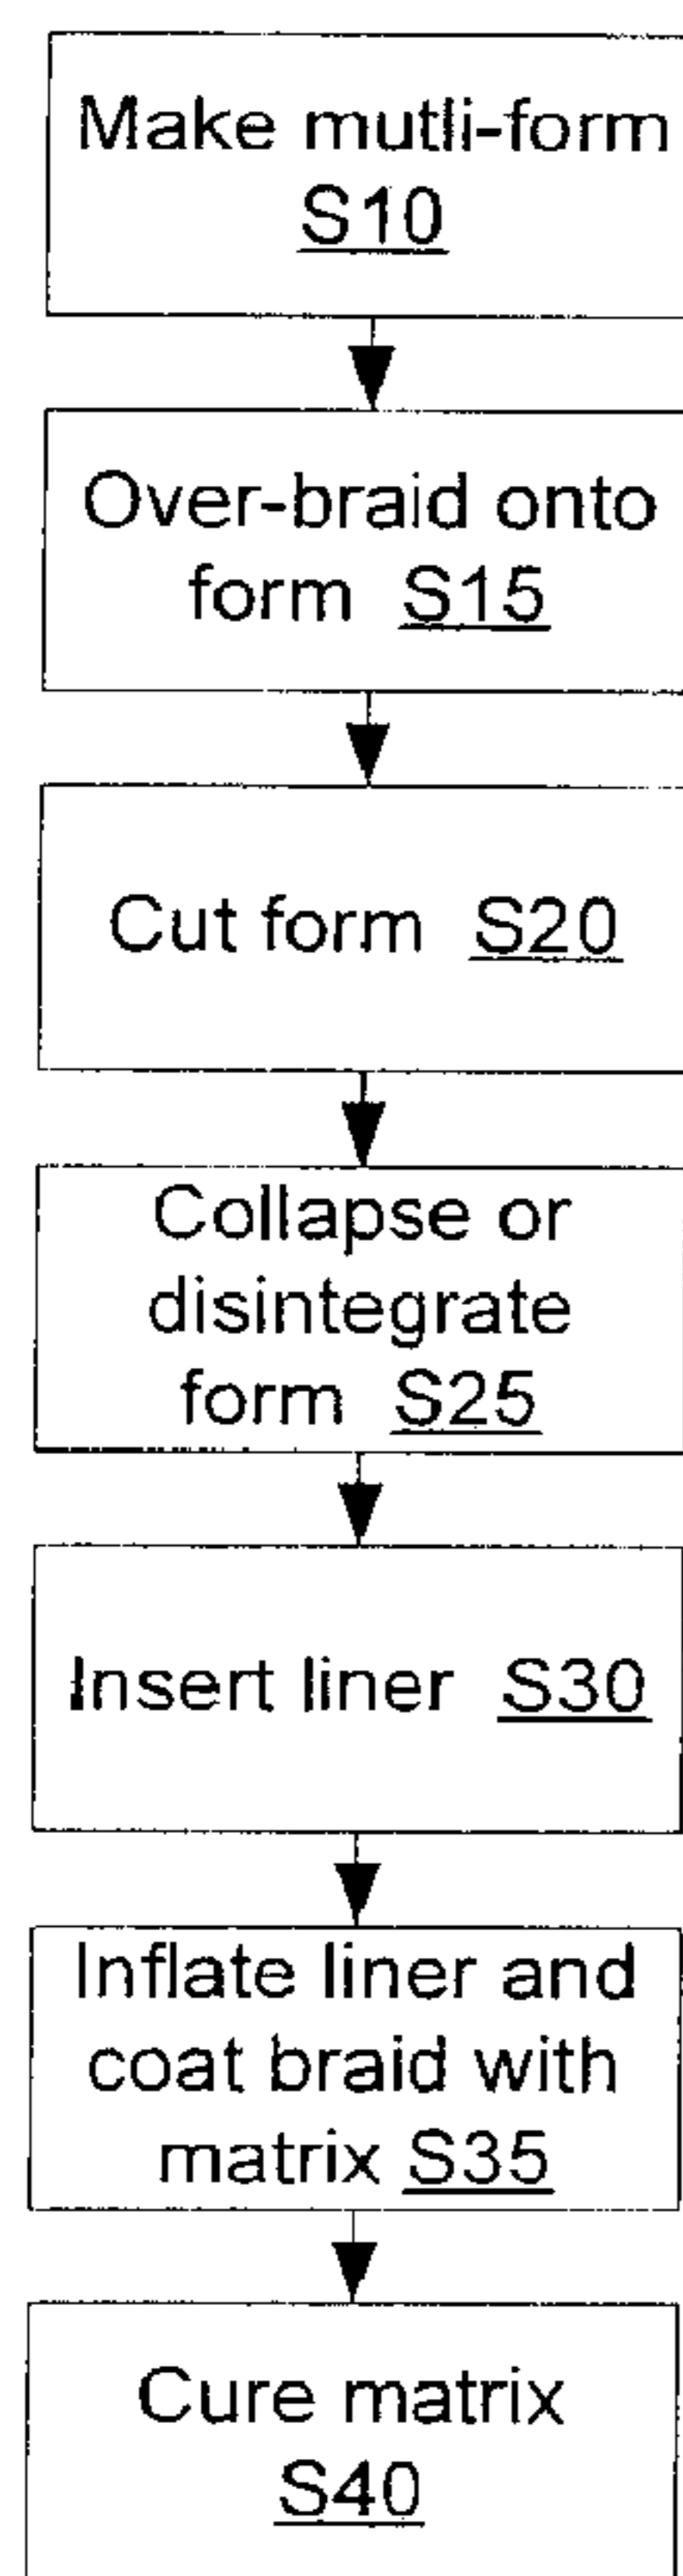 Make mutli-form
S10
Over-braid onto
form S15
Cut form S20
Collapse or
disintegrate
form S25
Insert liner S30
Inflate liner and
coat braid with
matrix S35
Cure matrix
S40